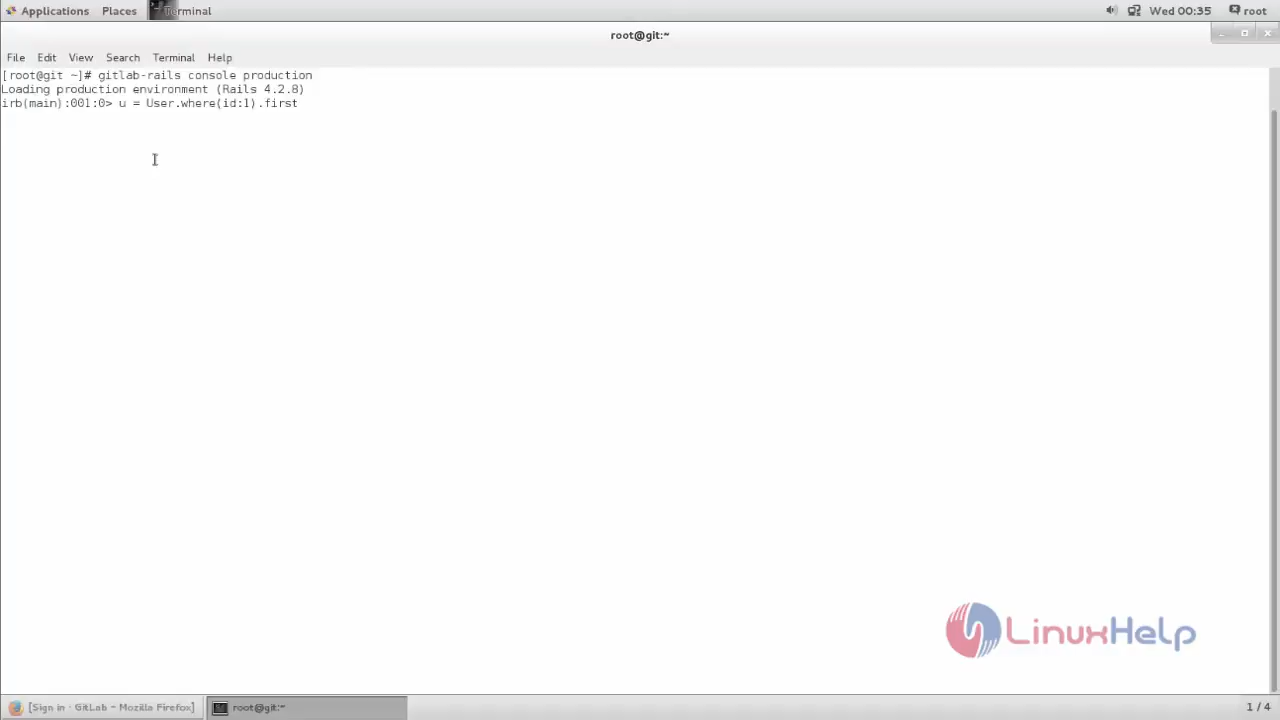 Applications Places Terminal Wed 00:35 root
root@git:~
File Edit View Search Terminal Help
[root@git ~]# gitlab-rails console production
Loading production environment (Rails 4.2.8)
irb(main):001:0> u = User.where(id:1).first
LinuxHelp
[Sign in · GitLab - Mozilla Firefox] root@git:~ 1 / 4